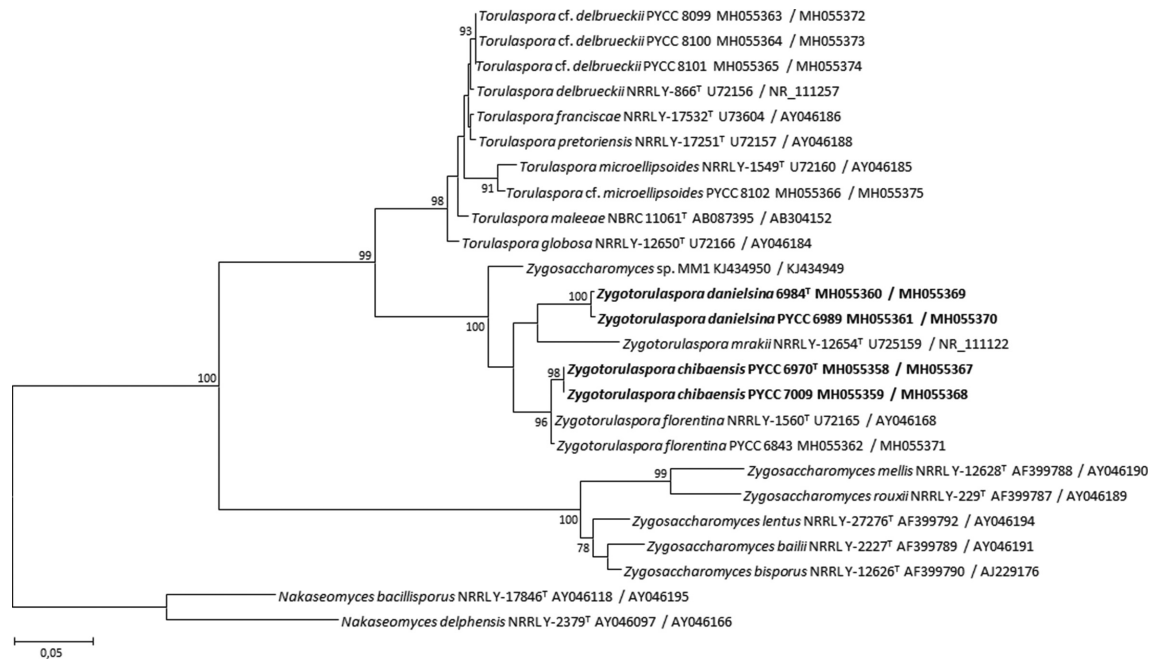 Torulaspora cf. delbrueckii PYCC 8099 MH055363 / MH055372
93
Torulaspora cf. delbrueckii PYCC 8100 MH055364 / MH055373
Torulaspora cf. delbrueckii PYCC 8101 MH055365 / MH055374
Torulaspora delbrueckii NRRLY-866ᵀ U72156 / NR_111257
Torulaspora franciscae NRRLY-17532ᵀ U73604 / AY046186
Torulaspora pretoriensis NRRLY-17251ᵀ U72157 / AY046188
Torulaspora microellipsoides NRRLY-1549ᵀ U72160 / AY046185
91
Torulaspora cf. microellipsoides PYCC 8102 MH055366 / MH055375
98
Torulaspora maleeae NBRC 11061ᵀ AB087395 / AB304152
Torulaspora globosa NRRLY-12650ᵀ U72166 / AY046184
99
Zygosaccharomyces sp. MM1 KJ434950 / KJ434949
100
Zygotorulaspora danielsina 6984ᵀ MH055360 / MH055369
Zygotorulaspora danielsina PYCC 6989 MH055361 / MH055370
100
Zygotorulaspora mrakii NRRLY-12654ᵀ U725159 / NR_111122
98
Zygotorulaspora chibaensis PYCC 6970ᵀ MH055358 / MH055367
100
Zygotorulaspora chibaensis PYCC 7009 MH055359 / MH055368
96
Zygotorulaspora florentina NRRLY-1560ᵀ U72165 / AY046168
Zygotorulaspora florentina PYCC 6843 MH055362 / MH055371
99
Zygosaccharomyces mellis NRRLY-12628ᵀ AF399788 / AY046190
Zygosaccharomyces rouxii NRRLY-229ᵀ AF399787 / AY046189
100
Zygosaccharomyces lentus NRRLY-27276ᵀ AF399792 / AY046194
78
Zygosaccharomyces bailii NRRLY-2227ᵀ AF399789 / AY046191
Zygosaccharomyces bisporus NRRLY-12626ᵀ AF399790 / AJ229176
Nakaseomyces bacillisporus NRRLY-17846ᵀ AY046118 / AY046195
Nakaseomyces delphensis NRRLY-2379ᵀ AY046097 / AY046166
0,05